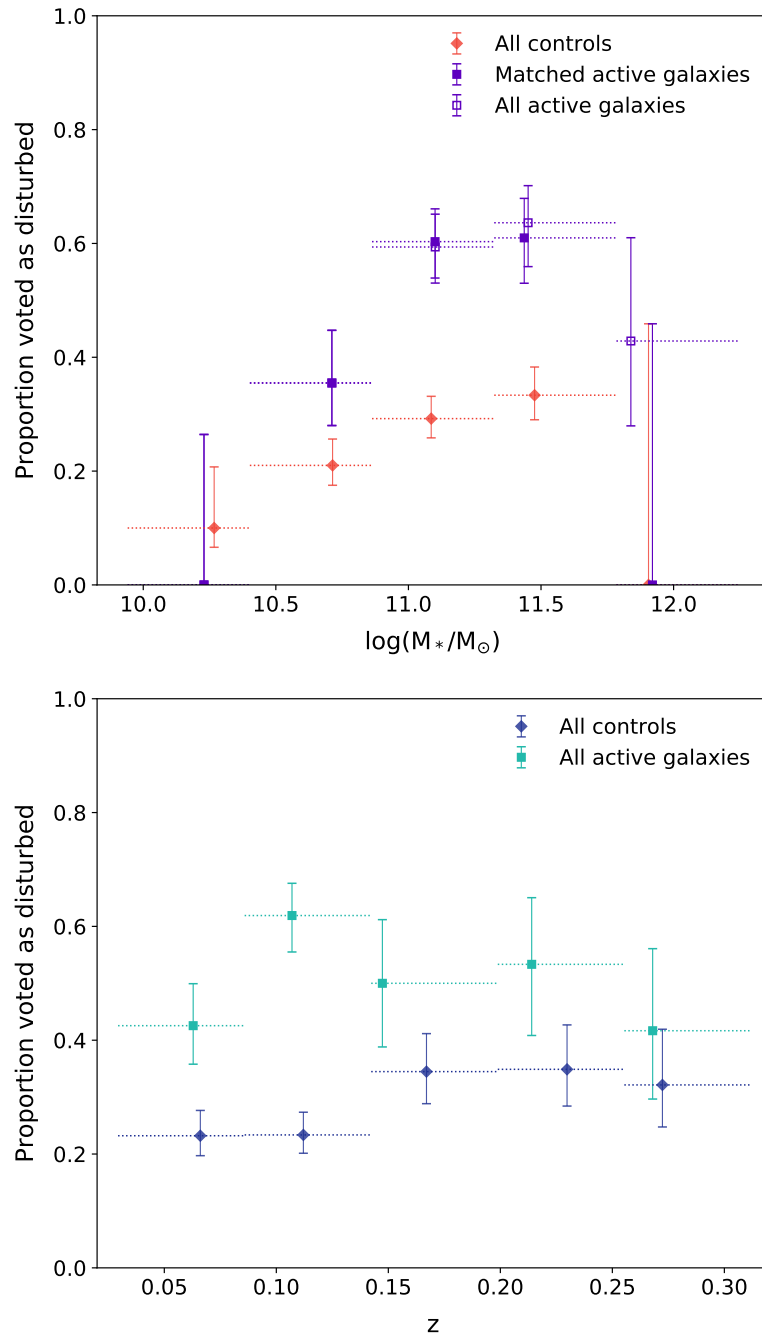 1.0
0.8
0.6
0.4
0.2
0.0
Proportion voted as disturbed
All controls
Matched active galaxies
All active galaxies
10.0 10.5 11.0 11.5 12.0
log(M*/M⊙)
1.0
0.8
0.6
0.4
0.2
0.0
Proportion voted as disturbed
All controls
All active galaxies
0.05 0.10 0.15 0.20 0.25 0.30
z